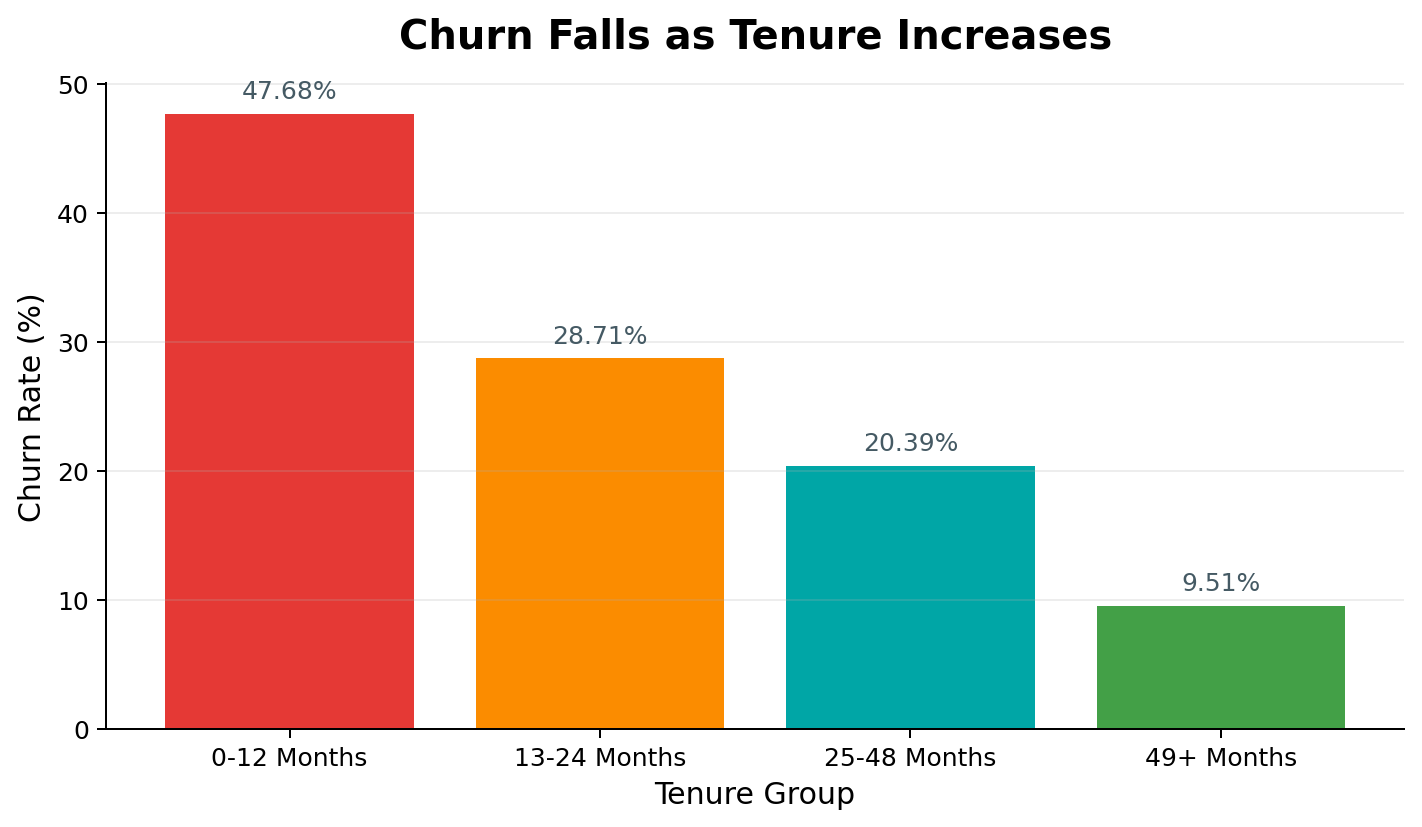 Churn Falls as Tenure Increases
Churn Rate (%)
50
40
30
20
10
0
47.68%
28.71%
20.39%
9.51%
0-12 Months
13-24 Months
25-48 Months
49+ Months
Tenure Group